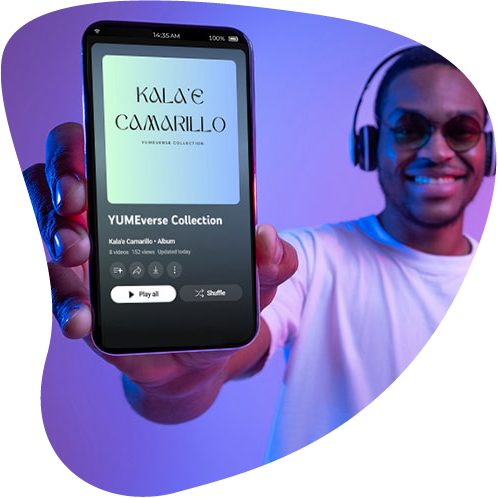 14:35 AM
100%
KALA'E
CAMARILLO
YUMEVERSE COLLECTION
YUMEverse Collection
Kala'e Camarillo • Album
8 videos 152 views Updated today
Play all
Shuffle